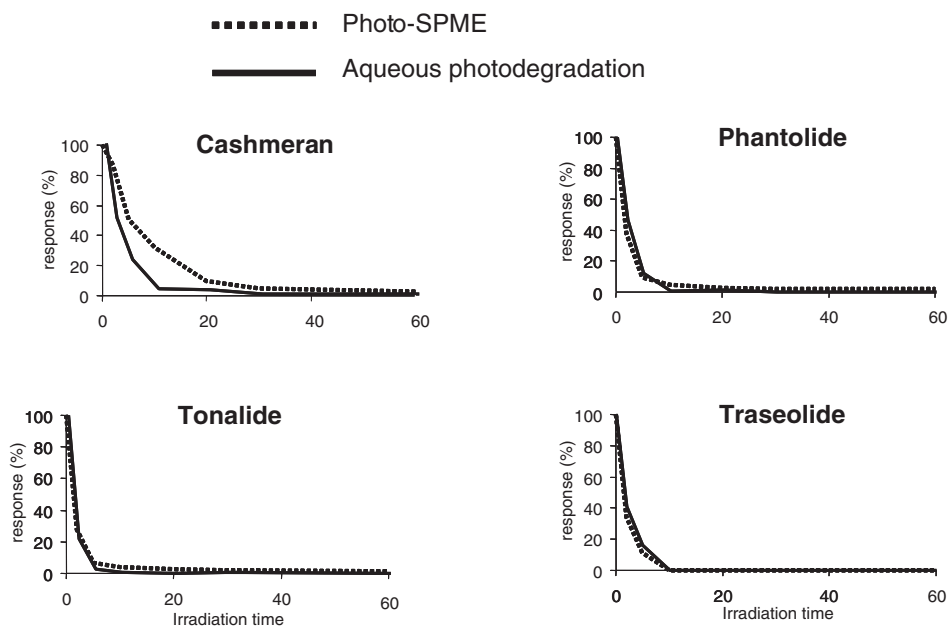 Photo-SPME
Aqueous photodegradation
Cashmeran
response (%)
100
80
60
40
20
0
0 20 40 60
Phantolide
response (%)
100
80
60
40
20
0
0 20 40 60
Tonalide
response (%)
100
80
60
40
20
0
0 20 40 60
Irradiation time
Traseolide
response (%)
100
80
60
40
20
0
0 20 40 60
Irradiation time